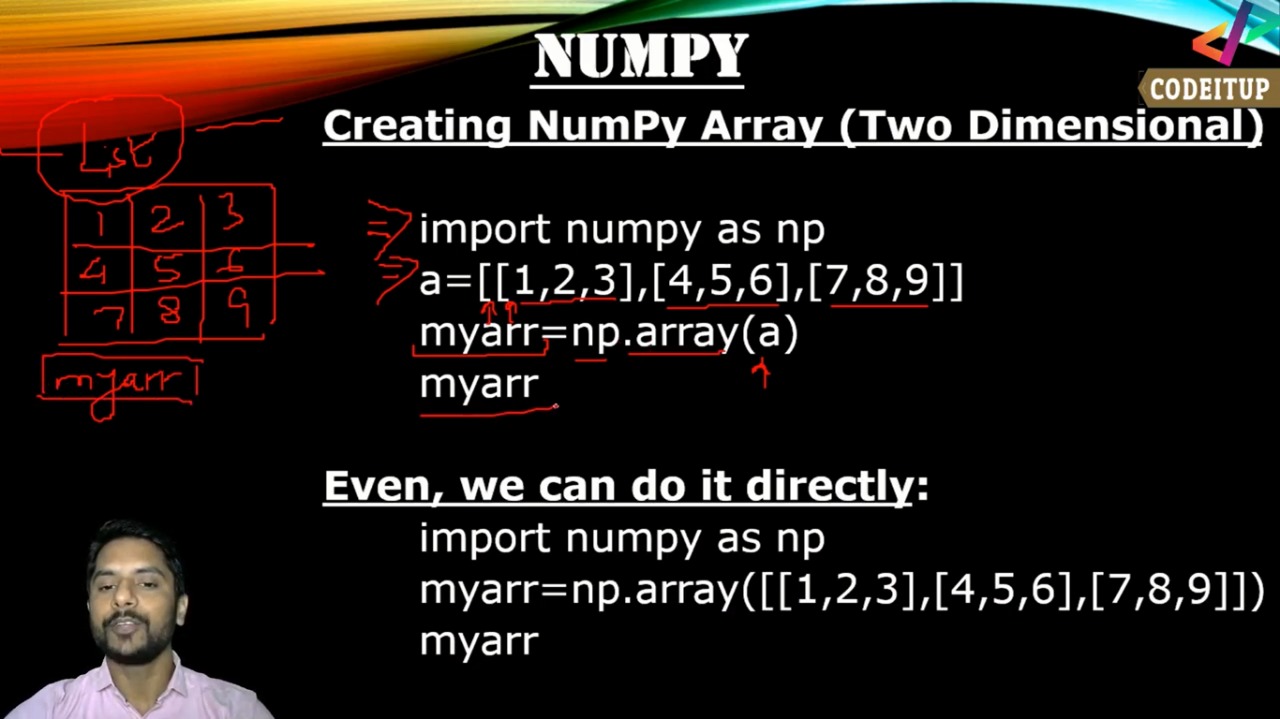 NUMPY
CODEITUP
Creating NumPy Array (Two Dimensional)
List
1 2 3
4 5 6
7 8 9
myarr
import numpy as np
a=[[1,2,3],[4,5,6],[7,8,9]]
myarr=np.array(a)
myarr
Even, we can do it directly:
import numpy as np
myarr=np.array([[1,2,3],[4,5,6],[7,8,9]])
myarr